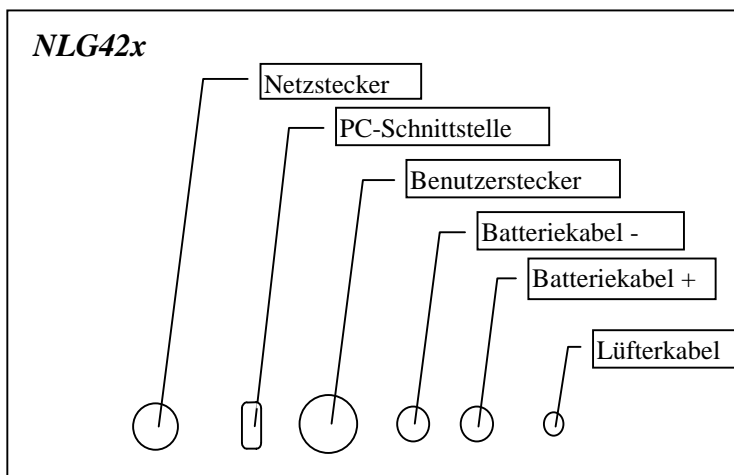 NLG42x
Netzstecker
PC-Schnittstelle
Benutzerstecker
Batteriekabel -
Batteriekabel +
Lüfterkabel